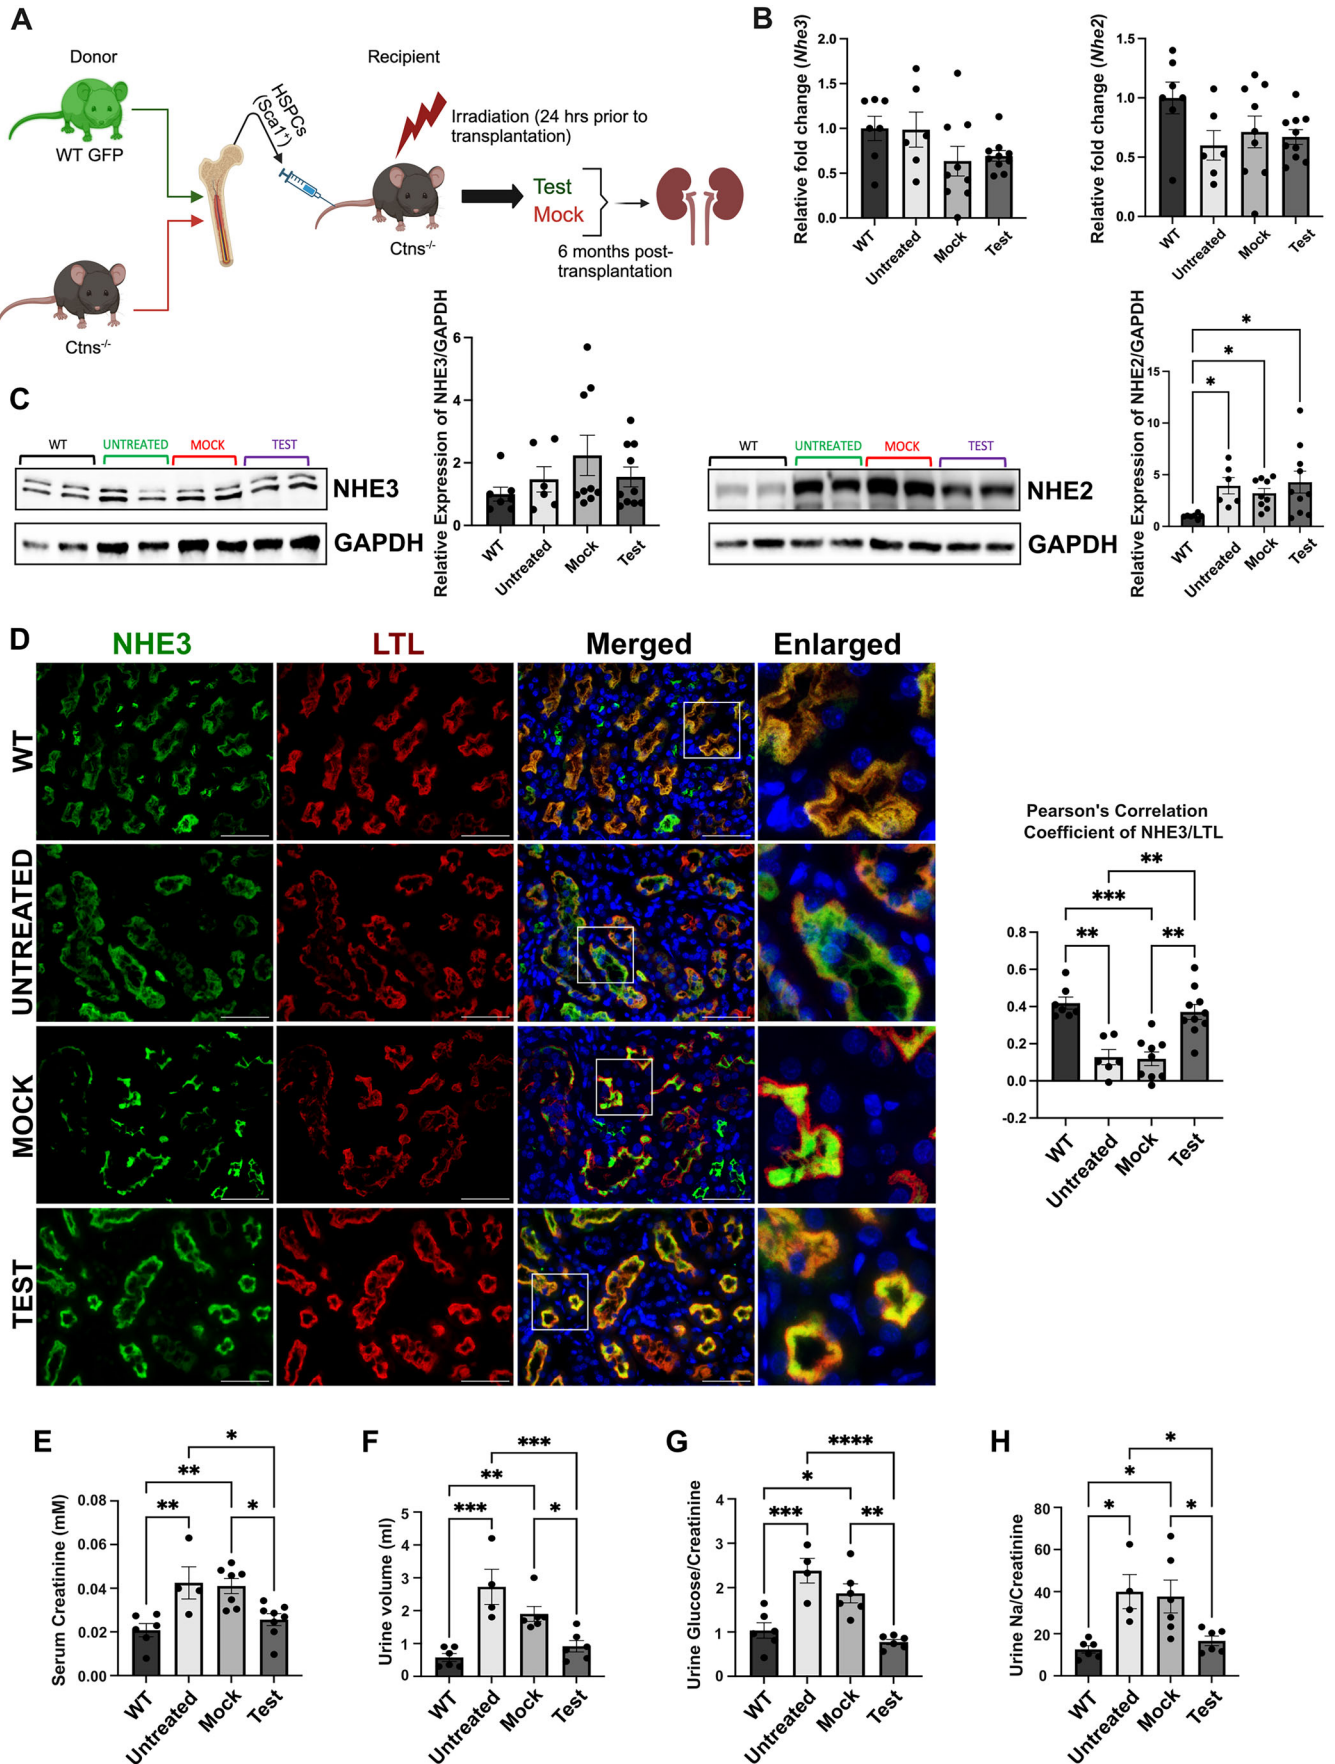 A
Donor
WT GFP
Ctns-/-
HSPCs
(Sca1+)
Recipient
Irradiation (24 hrs prior to
transplantation)
Ctns-/-
Test
Mock
6 months post-
transplantation
B
Relative fold change (Nhe3)
2.0
1.5
1.0
0.5
0.0
WT
Untreated
Mock
Test
Relative fold change (Nhe2)
1.5
1.0
0.5
0.0
WT
Untreated
Mock
Test
C
WT
UNTREATED
MOCK
TEST
NHE3
GAPDH
Relative Expression of NHE3/GAPDH
6
4
2
0
WT
Untreated
Mock
Test
WT
UNTREATED
MOCK
TEST
NHE2
GAPDH
Relative Expression of NHE2/GAPDH
15
10
5
0
*
*
*
WT
Untreated
Mock
Test
D
NHE3
LTL
Merged
Enlarged
WT
UNTREATED
MOCK
TEST
Pearson's Correlation
Coefficient of NHE3/LTL
**
***
**
**
0.8
0.6
0.4
0.2
0.0
-0.2
WT
Untreated
Mock
Test
E
Serum Creatinine (mM)
*
**
**
*
0.08
0.06
0.04
0.02
0.00
WT
Untreated
Mock
Test
F
Urine volume (ml)
***
**
***
*
5
4
3
2
1
0
WT
Untreated
Mock
Test
G
Urine Glucose/Creatinine
****
*
***
**
4
3
2
1
0
WT
Untreated
Mock
Test
H
Urine Na/Creatinine
*
*
*
*
80
60
40
20
0
WT
Untreated
Mock
Test